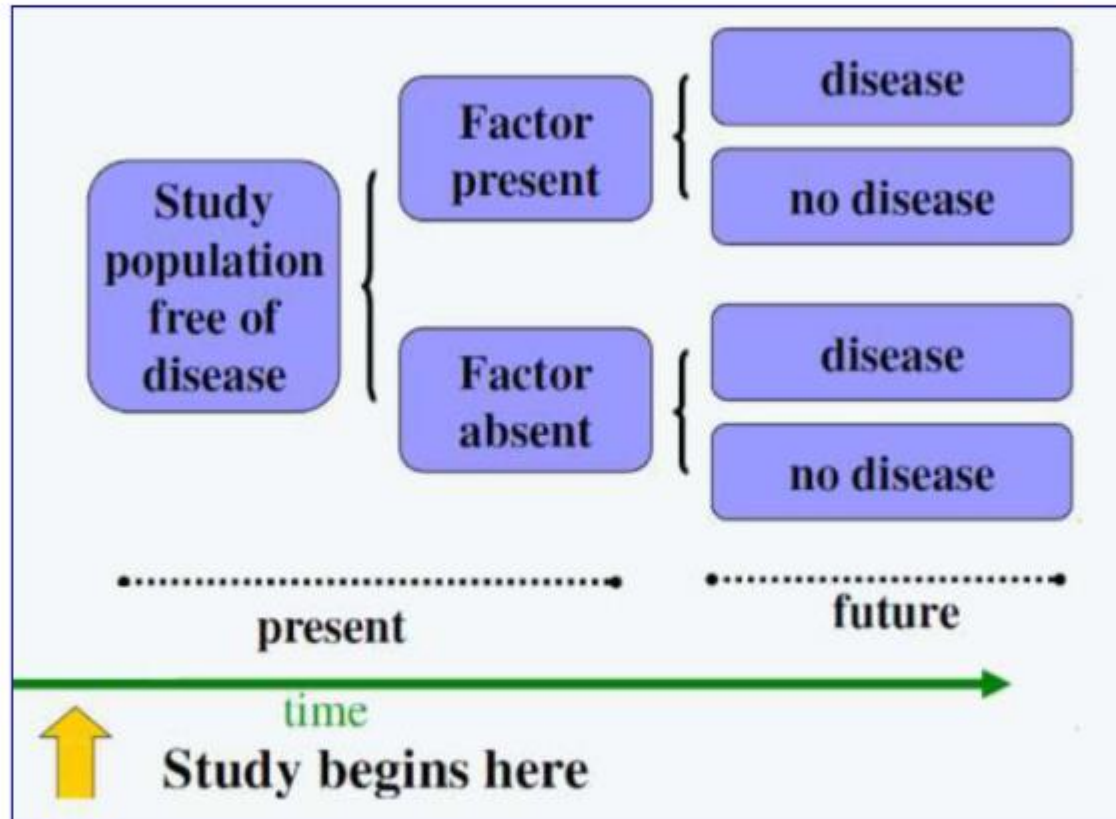 Study
population
free of
disease
Factor
present
disease
no disease
Factor
absent
disease
no disease
present
future
time
Study begins here